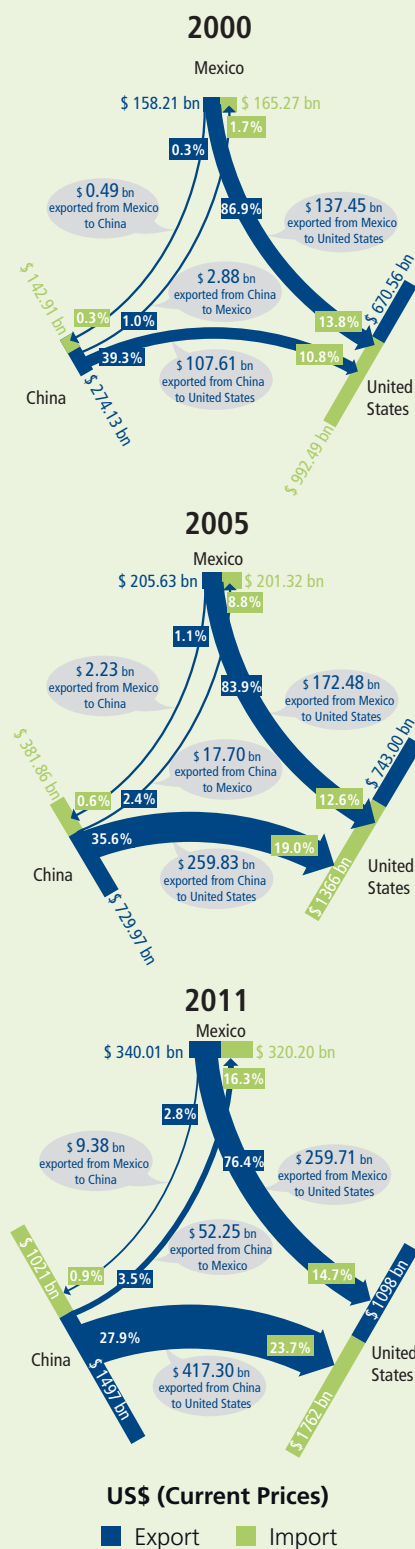 2000
Mexico
$ 158.21 bn
$ 165.27 bn
1.7%
0.3%
$ 0.49 bn
exported from Mexico
to China
86.9%
$ 137.45 bn
exported from Mexico
to United States
$ 142.91 bn
$ 2.88 bn
exported from China
to Mexico
$ 670.56 bn
0.3%
1.0%
13.8%
39.3%
10.8%
$ 107.61 bn
exported from China
to United States
China
$ 274.13 bn
United
States
$ 992.49 bn
2005
Mexico
$ 205.63 bn
$ 201.32 bn
8.8%
1.1%
$ 2.23 bn
exported from Mexico
to China
83.9%
$ 172.48 bn
exported from Mexico
to United States
$ 381.86 bn
$ 17.70 bn
exported from China
to Mexico
$ 743.00 bn
0.6%
2.4%
12.6%
35.6%
19.0%
$ 259.83 bn
exported from China
to United States
China
$ 729.97 bn
United
States
$ 1366 bn
2011
Mexico
$ 340.01 bn
$ 320.20 bn
16.3%
2.8%
$ 9.38 bn
exported from Mexico
to China
76.4%
$ 259.71 bn
exported from Mexico
to United States
$ 1021 bn
$ 52.25 bn
exported from China
to Mexico
$ 1098 bn
0.9%
3.5%
14.7%
27.9%
23.7%
$ 417.30 bn
exported from China
to United States
China
$ 1497 bn
United
States
$ 1762 bn
US$ (Current Prices)
Export
Import